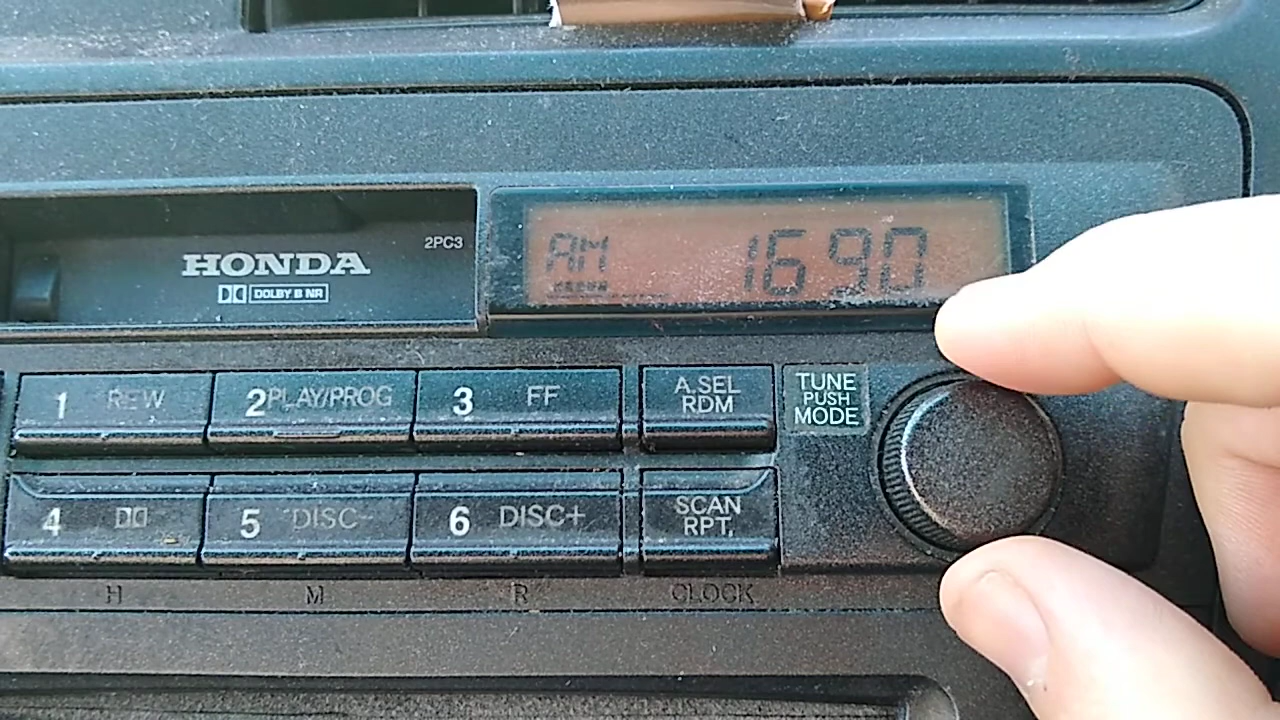 2PC3
HONDA
DOLBY B NR
AM 1690
1 REW
2 PLAY/PROG
3 FF
A.SEL
RDM
TUNE
PUSH
MODE
4
5 DISC-
6 DISC+
SCAN
RPT.
H
M
R
CLOCK